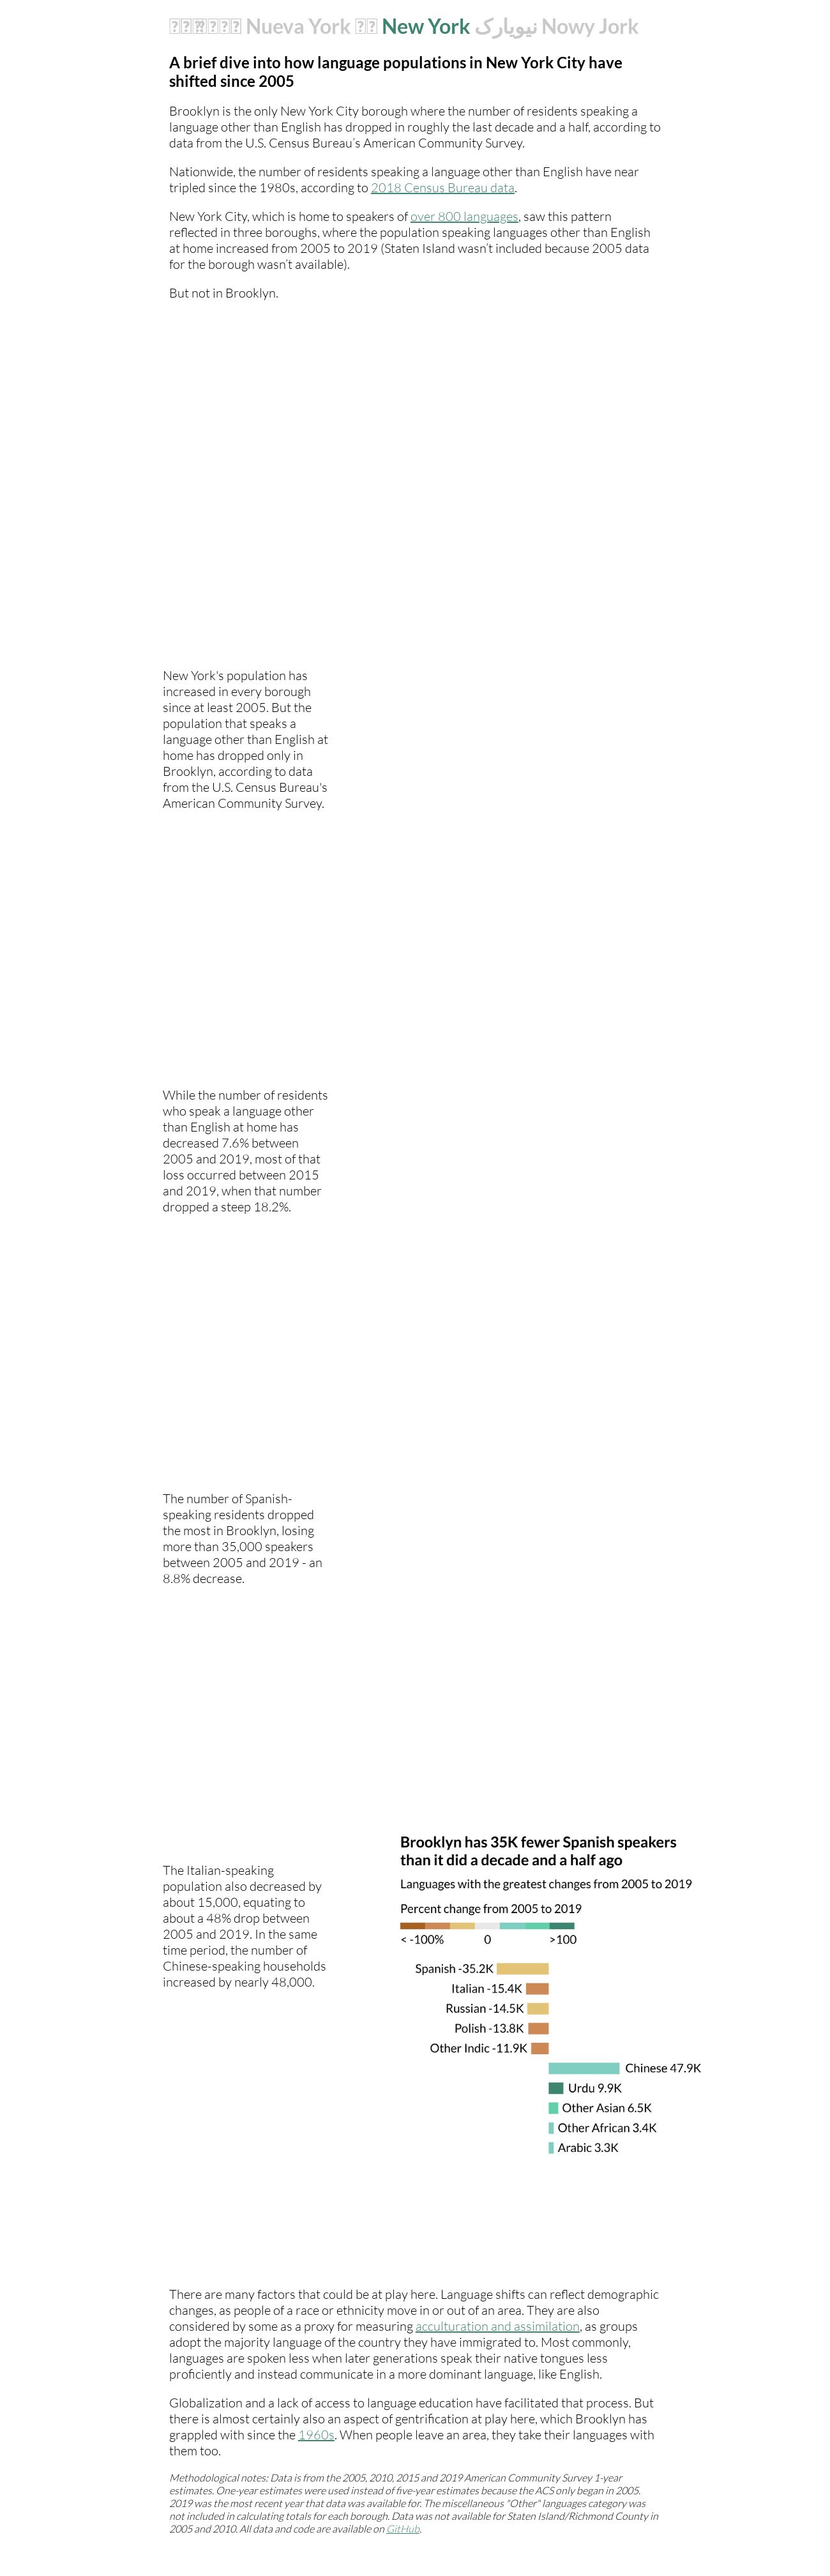 Nueva York New York نیویارک Nowy Jork
A brief dive into how language populations in New York City have
shifted since 2005
Brooklyn is the only New York City borough where the number of residents speaking a
language other than English has dropped in roughly the last decade and a half, according to
data from the U.S. Census Bureau's American Community Survey.
Nationwide, the number of residents speaking a language other than English have near
tripled since the 1980s, according to 2018 Census Bureau data.
New York City, which is home to speakers of over 800 languages, saw this pattern
reflected in three boroughs, where the population speaking languages other than English
at home increased from 2005 to 2019 (Staten Island wasn't included because 2005 data
for the borough wasn't available).
But not in Brooklyn.
New York's population has
increased in every borough
since at least 2005. But the
population that speaks a
language other than English at
home has dropped only in
Brooklyn, according to data
from the U.S. Census Bureau's
American Community Survey.
While the number of residents
who speak a language other
than English at home has
decreased 7.6% between
2005 and 2019, most of that
loss occurred between 2015
and 2019, when that number
dropped a steep 18.2%.
The number of Spanish-
speaking residents dropped
the most in Brooklyn, losing
more than 35,000 speakers
between 2005 and 2019 - an
8.8% decrease.
The Italian-speaking
population also decreased by
about 15,000, equating to
about a 48% drop between
2005 and 2019. In the same
time period, the number of
Chinese-speaking households
increased by nearly 48,000.
Brooklyn has 35K fewer Spanish speakers
than it did a decade and a half ago
Languages with the greatest changes from 2005 to 2019
Percent change from 2005 to 2019
< -100% 0 >100
Spanish -35.2K
Italian -15.4K
Russian -14.5K
Polish -13.8K
Other Indic -11.9K
Chinese 47.9K
Urdu 9.9K
Other Asian 6.5K
Other African 3.4K
Arabic 3.3K
There are many factors that could be at play here. Language shifts can reflect demographic
changes, as people of a race or ethnicity move in or out of an area. They are also
considered by some as a proxy for measuring acculturation and assimilation, as groups
adopt the majority language of the country they have immigrated to. Most commonly,
languages are spoken less when later generations speak their native tongues less
proficiently and instead communicate in a more dominant language, like English.
Globalization and a lack of access to language education have facilitated that process. But
there is almost certainly also an aspect of gentrification at play here, which Brooklyn has
grappled with since the 1960s. When people leave an area, they take their languages with
them too.
Methodological notes: Data is from the 2005, 2010, 2015 and 2019 American Community Survey 1-year
estimates. One-year estimates were used instead of five-year estimates because the ACS only began in 2005.
2019 was the most recent year that data was available for. The miscellaneous "Other" languages category was
not included in calculating totals for each borough. Data was not available for Staten Island/Richmond County in
2005 and 2010. All data and code are available on GitHub.